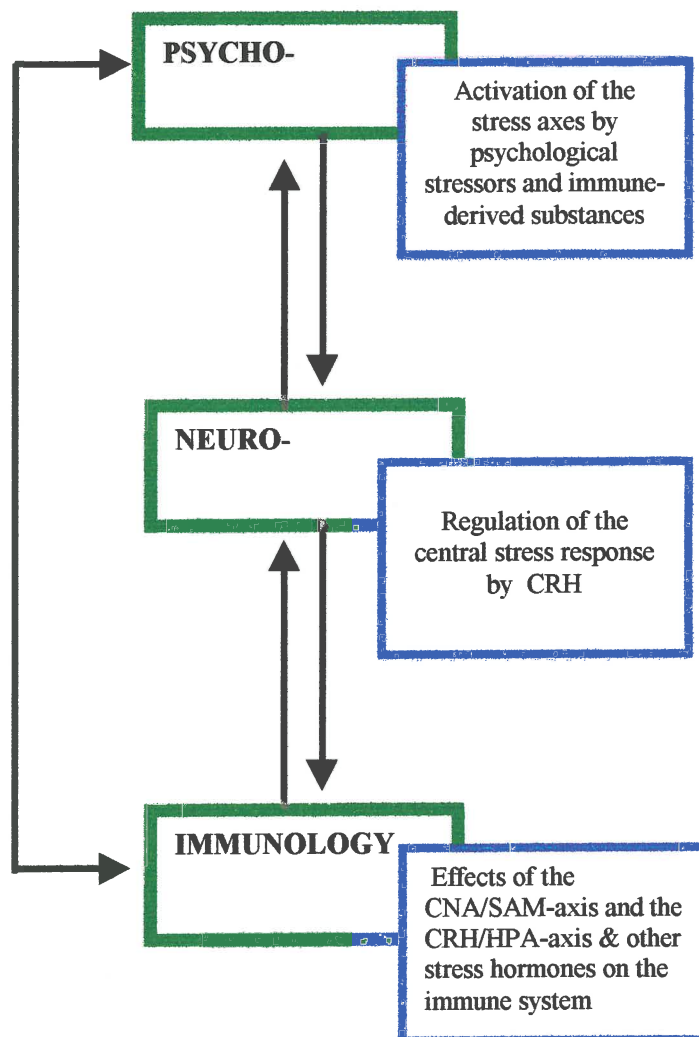 PSYCHO-
Activation of the
stress axes by
psychological
stressors and immune-
derived substances
NEURO-
Regulation of the
central stress response
by CRH
IMMUNOLOGY
Effects of the
CNA/SAM-axis and the
CRH/HPA-axis & other
stress hormones on the
immune system